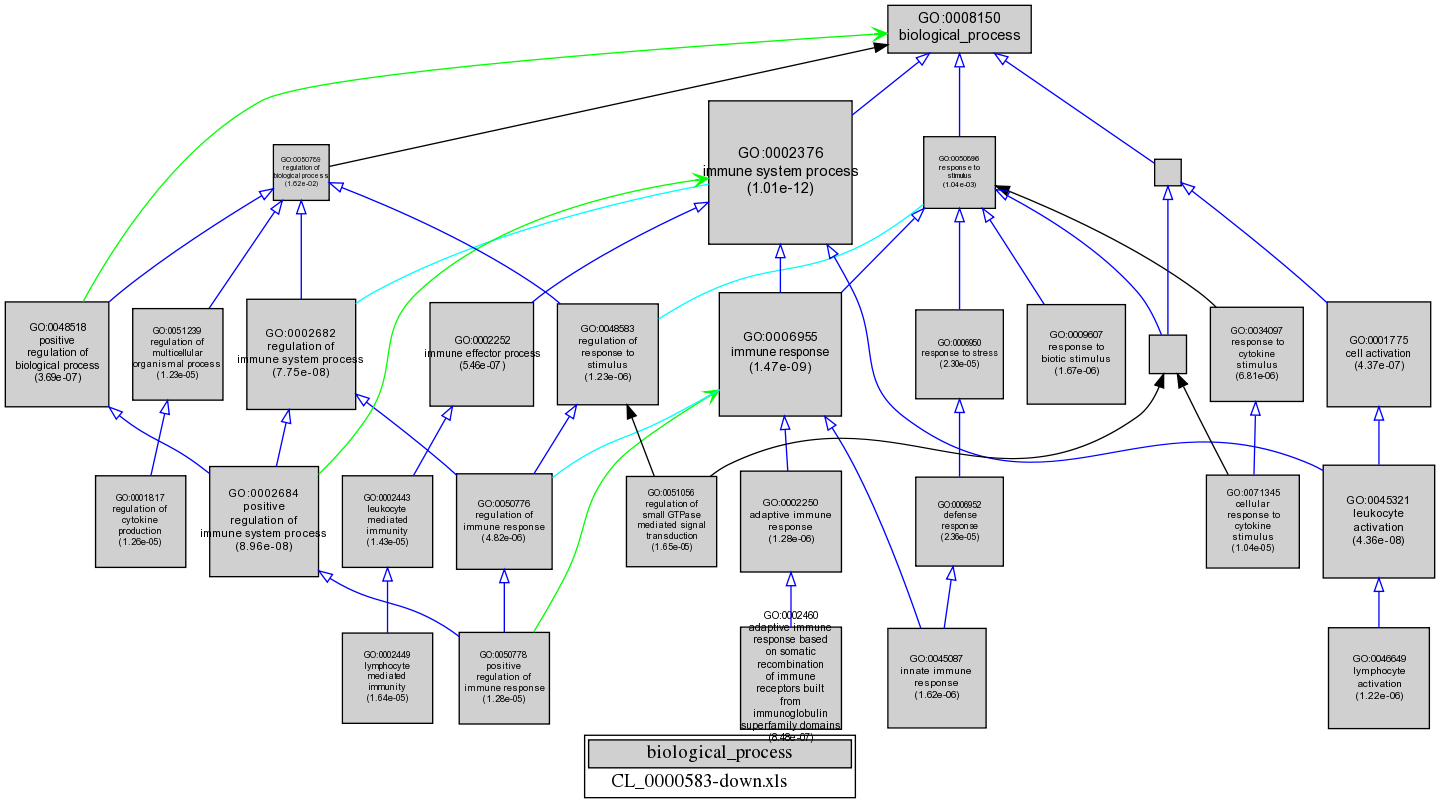 GO:0008150
biological_process
GO:0002376
immune system process
(1.01e-12)
GO:0050789
regulation of
biological process
(1.62e-02)
GO:0050896
response to
stimulus
(1.04e-03)
GO:0048518
positive
regulation of
biological process
(3.69e-07)
GO:0051239
regulation of
multicellular
organismal process
(1.23e-05)
GO:0002682
regulation of
immune system process
(7.75e-08)
GO:0002252
immune effector process
(5.46e-07)
GO:0048583
regulation of
response to
stimulus
(1.23e-06)
GO:0006955
immune response
(1.47e-09)
GO:0006950
response to stress
(2.30e-05)
GO:0009607
response to
biotic stimulus
(1.67e-06)
GO:0034097
response to
cytokine
stimulus
(6.81e-06)
GO:0001775
cell activation
(4.37e-07)
GO:0001817
regulation of
cytokine
production
(1.26e-05)
GO:0002684
positive
regulation of
immune system process
(8.96e-08)
GO:0002443
leukocyte
mediated
immunity
(1.43e-05)
GO:0050776
regulation of
immune response
(4.82e-06)
GO:0051056
regulation of
small GTPase
mediated signal
transduction
(1.65e-05)
GO:0002250
adaptive immune
response
(1.28e-06)
GO:0006952
defense
response
(2.36e-05)
GO:0071345
cellular
response to
cytokine
stimulus
(1.04e-05)
GO:0045321
leukocyte
activation
(4.36e-08)
GO:0002449
lymphocyte
mediated
immunity
(1.64e-05)
GO:0050778
positive
regulation of
immune response
(1.28e-05)
GO:0002460
adaptive immune
response based
on somatic
recombination
of immune
receptors built
from
immunoglobulin
superfamily domains
(8.48e-07)
GO:0045087
innate immune
response
(1.62e-06)
GO:0046649
lymphocyte
activation
(1.22e-06)
biological_process
CL_0000583-down.xls